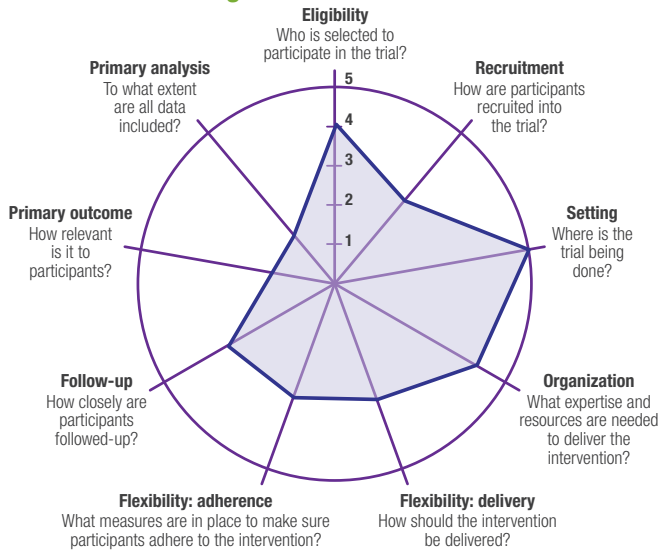 Eligibility
Who is selected to
participate in the trial?
Recruitment
How are participants
recruited into
the trial?
Setting
Where is the
trial being
done?
Organization
What expertise and
resources are needed
to deliver the
intervention?
Flexibility: delivery
How should the intervention
be delivered?
Flexibility: adherence
What measures are in place to make sure
participants adhere to the intervention?
Follow-up
How closely are
participants
followed-up?
Primary outcome
How relevant
is it to
participants?
Primary analysis
To what extent
are all data
included?
5
4
3
2
1